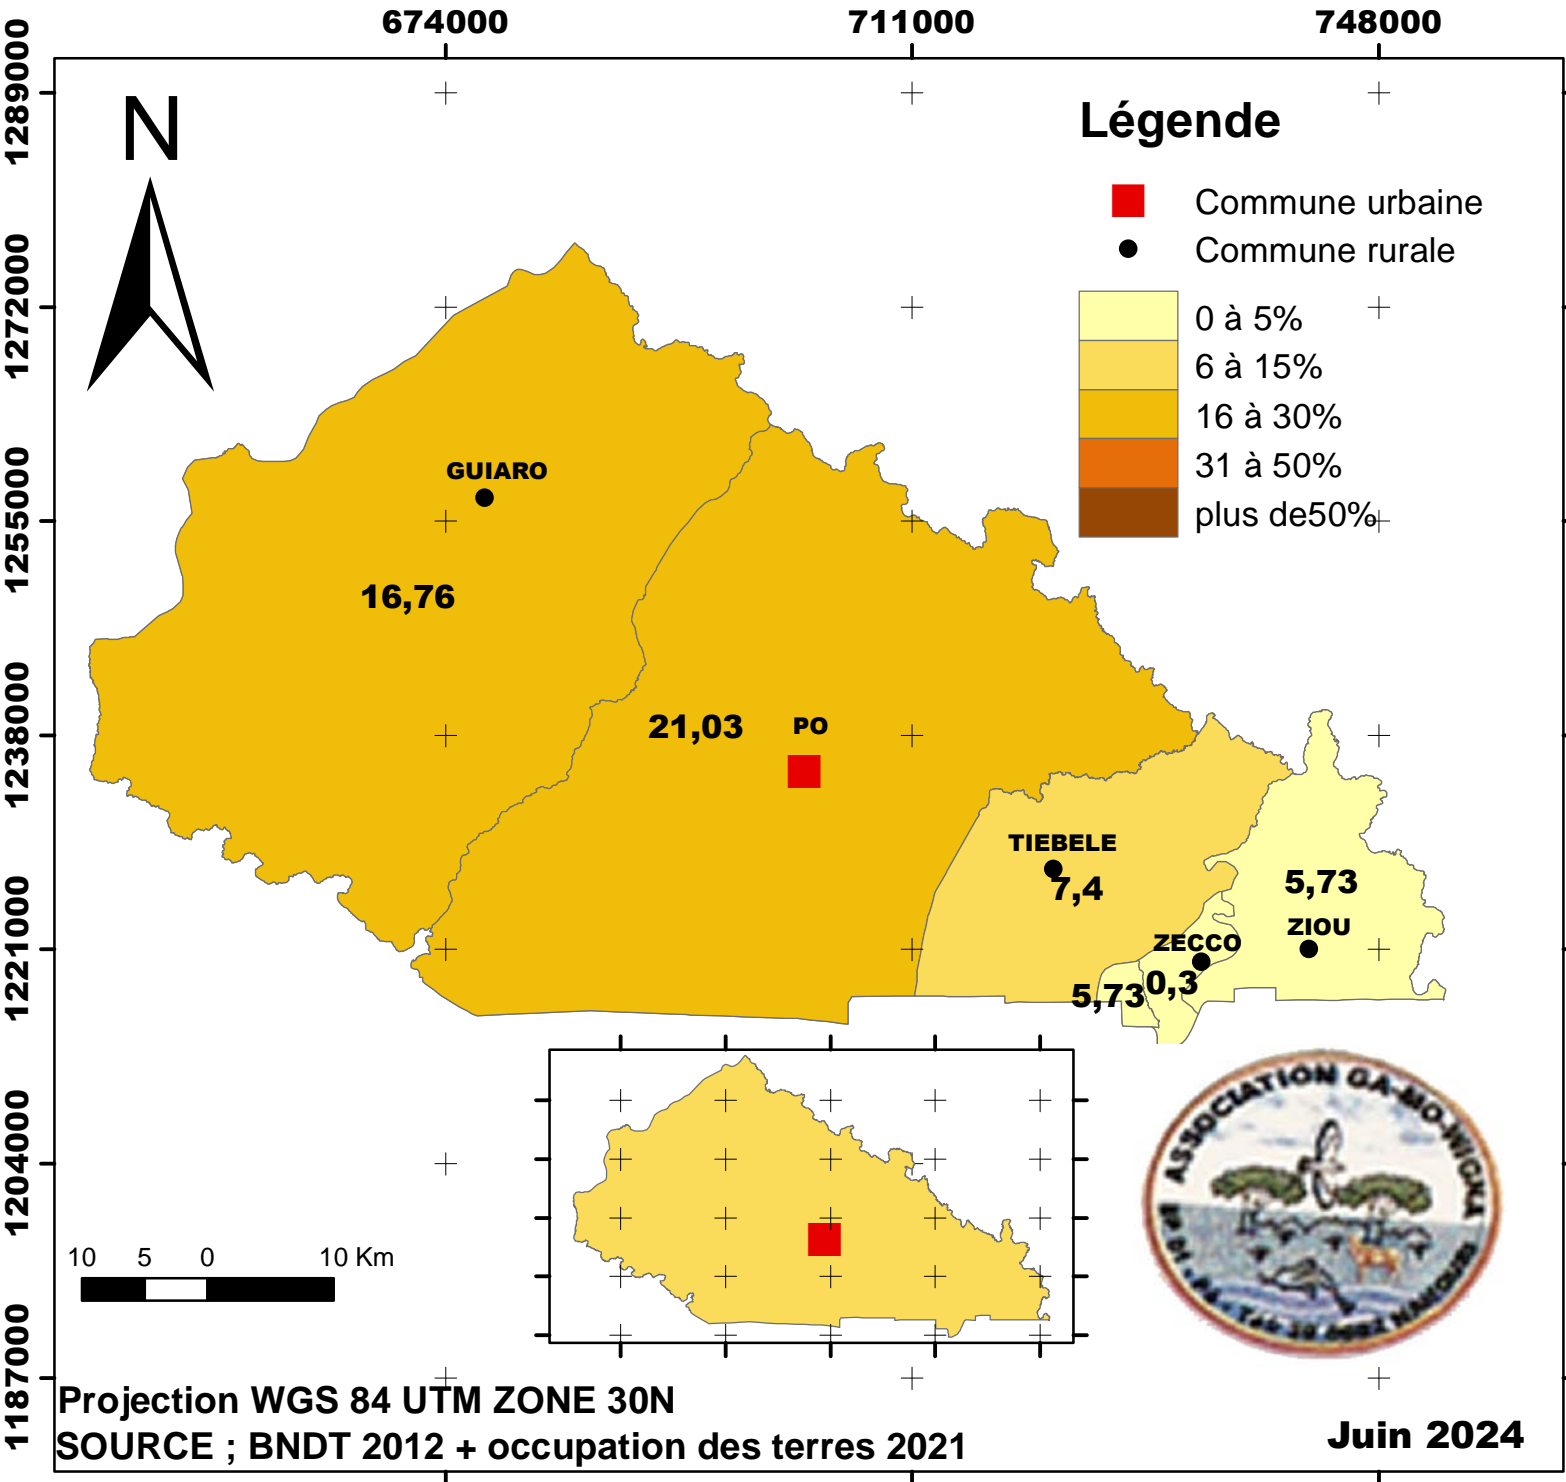 674000 711000 748000
1289000
1272000
1255000
1238000
1221000
1204000
1187000
N
Légende
Commune urbaine
Commune rurale
0 à 5%
6 à 15%
16 à 30%
31 à 50%
plus de50%
GUIARO
16,76
21,03
PO
TIEBELE
7,4
5,73
ZIOU
ZECCO
0,3
5,73
ASSOCIATION GA-MO-WIGNA
10 5 0 10 Km
Projection WGS 84 UTM ZONE 30N
SOURCE ; BNDT 2012 + occupation des terres 2021
Juin 2024